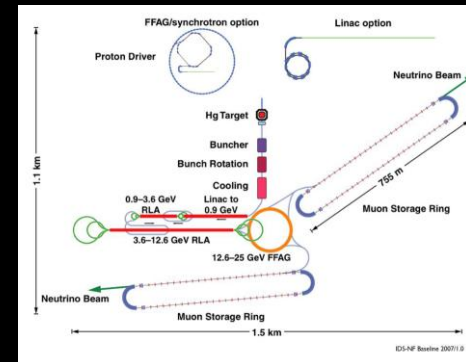 FFAG/synchrotron option
Linac option
Proton Driver
Neutrino Beam
Hg Target
Buncher
Bunch Rotation
Cooling
1.1 km
755 m
Muon Storage Ring
0.9–3.6 GeV
RLA
Linac to
0.9 GeV
3.6–12.6 GeV RLA
12.6–25 GeV FFAG
Neutrino Beam
Muon Storage Ring
1.5 km
IDS-NF Baseline 2007/1.0